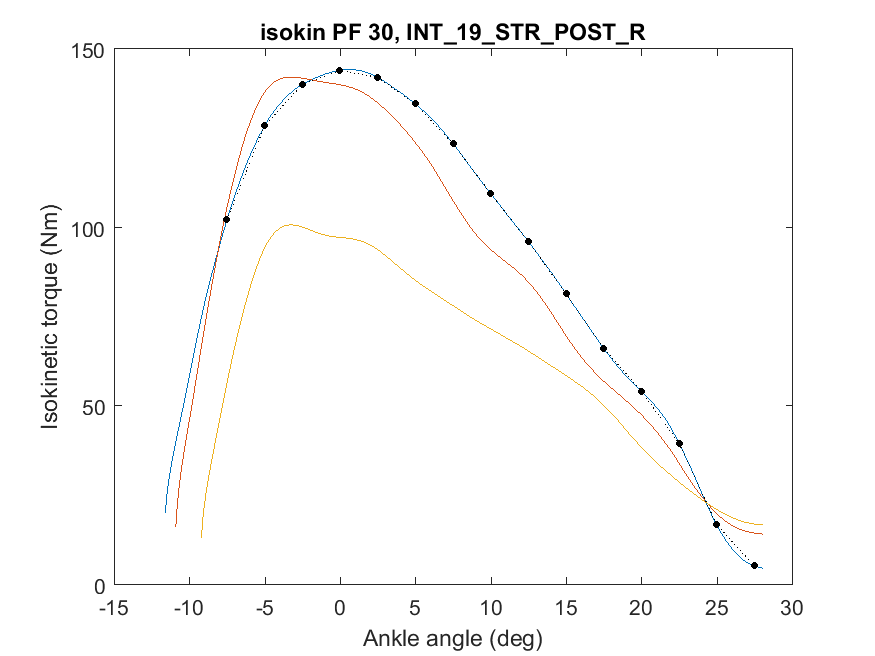 isokin PF 30, INT_19_STR_POST_R
150
100
50
0
Isokinetic torque (Nm)
-15 -10 -5 0 5 10 15 20 25 30
Ankle angle (deg)